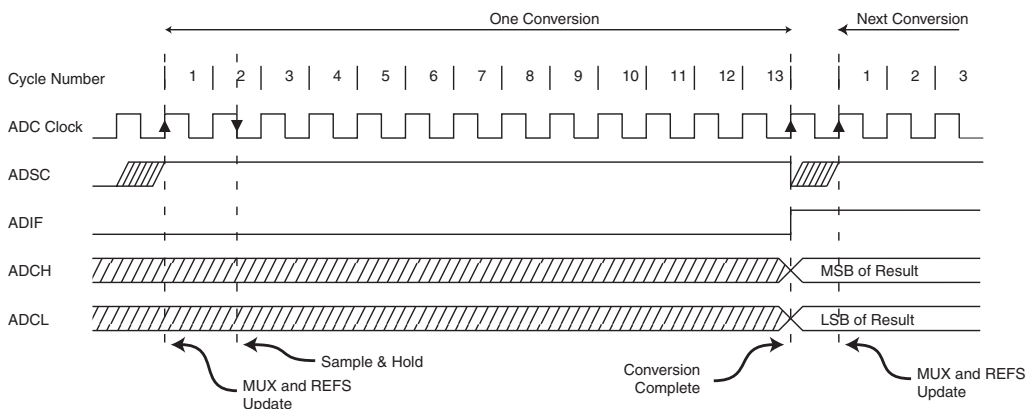 One Conversion
Next Conversion
Cycle Number 1 2 3 4 5 6 7 8 9 10 11 12 13 1 2 3
ADC Clock
ADSC
ADIF
ADCH MSB of Result
ADCL LSB of Result
Sample & Hold
MUX and REFS
Update
Conversion
Complete
MUX and REFS
Update